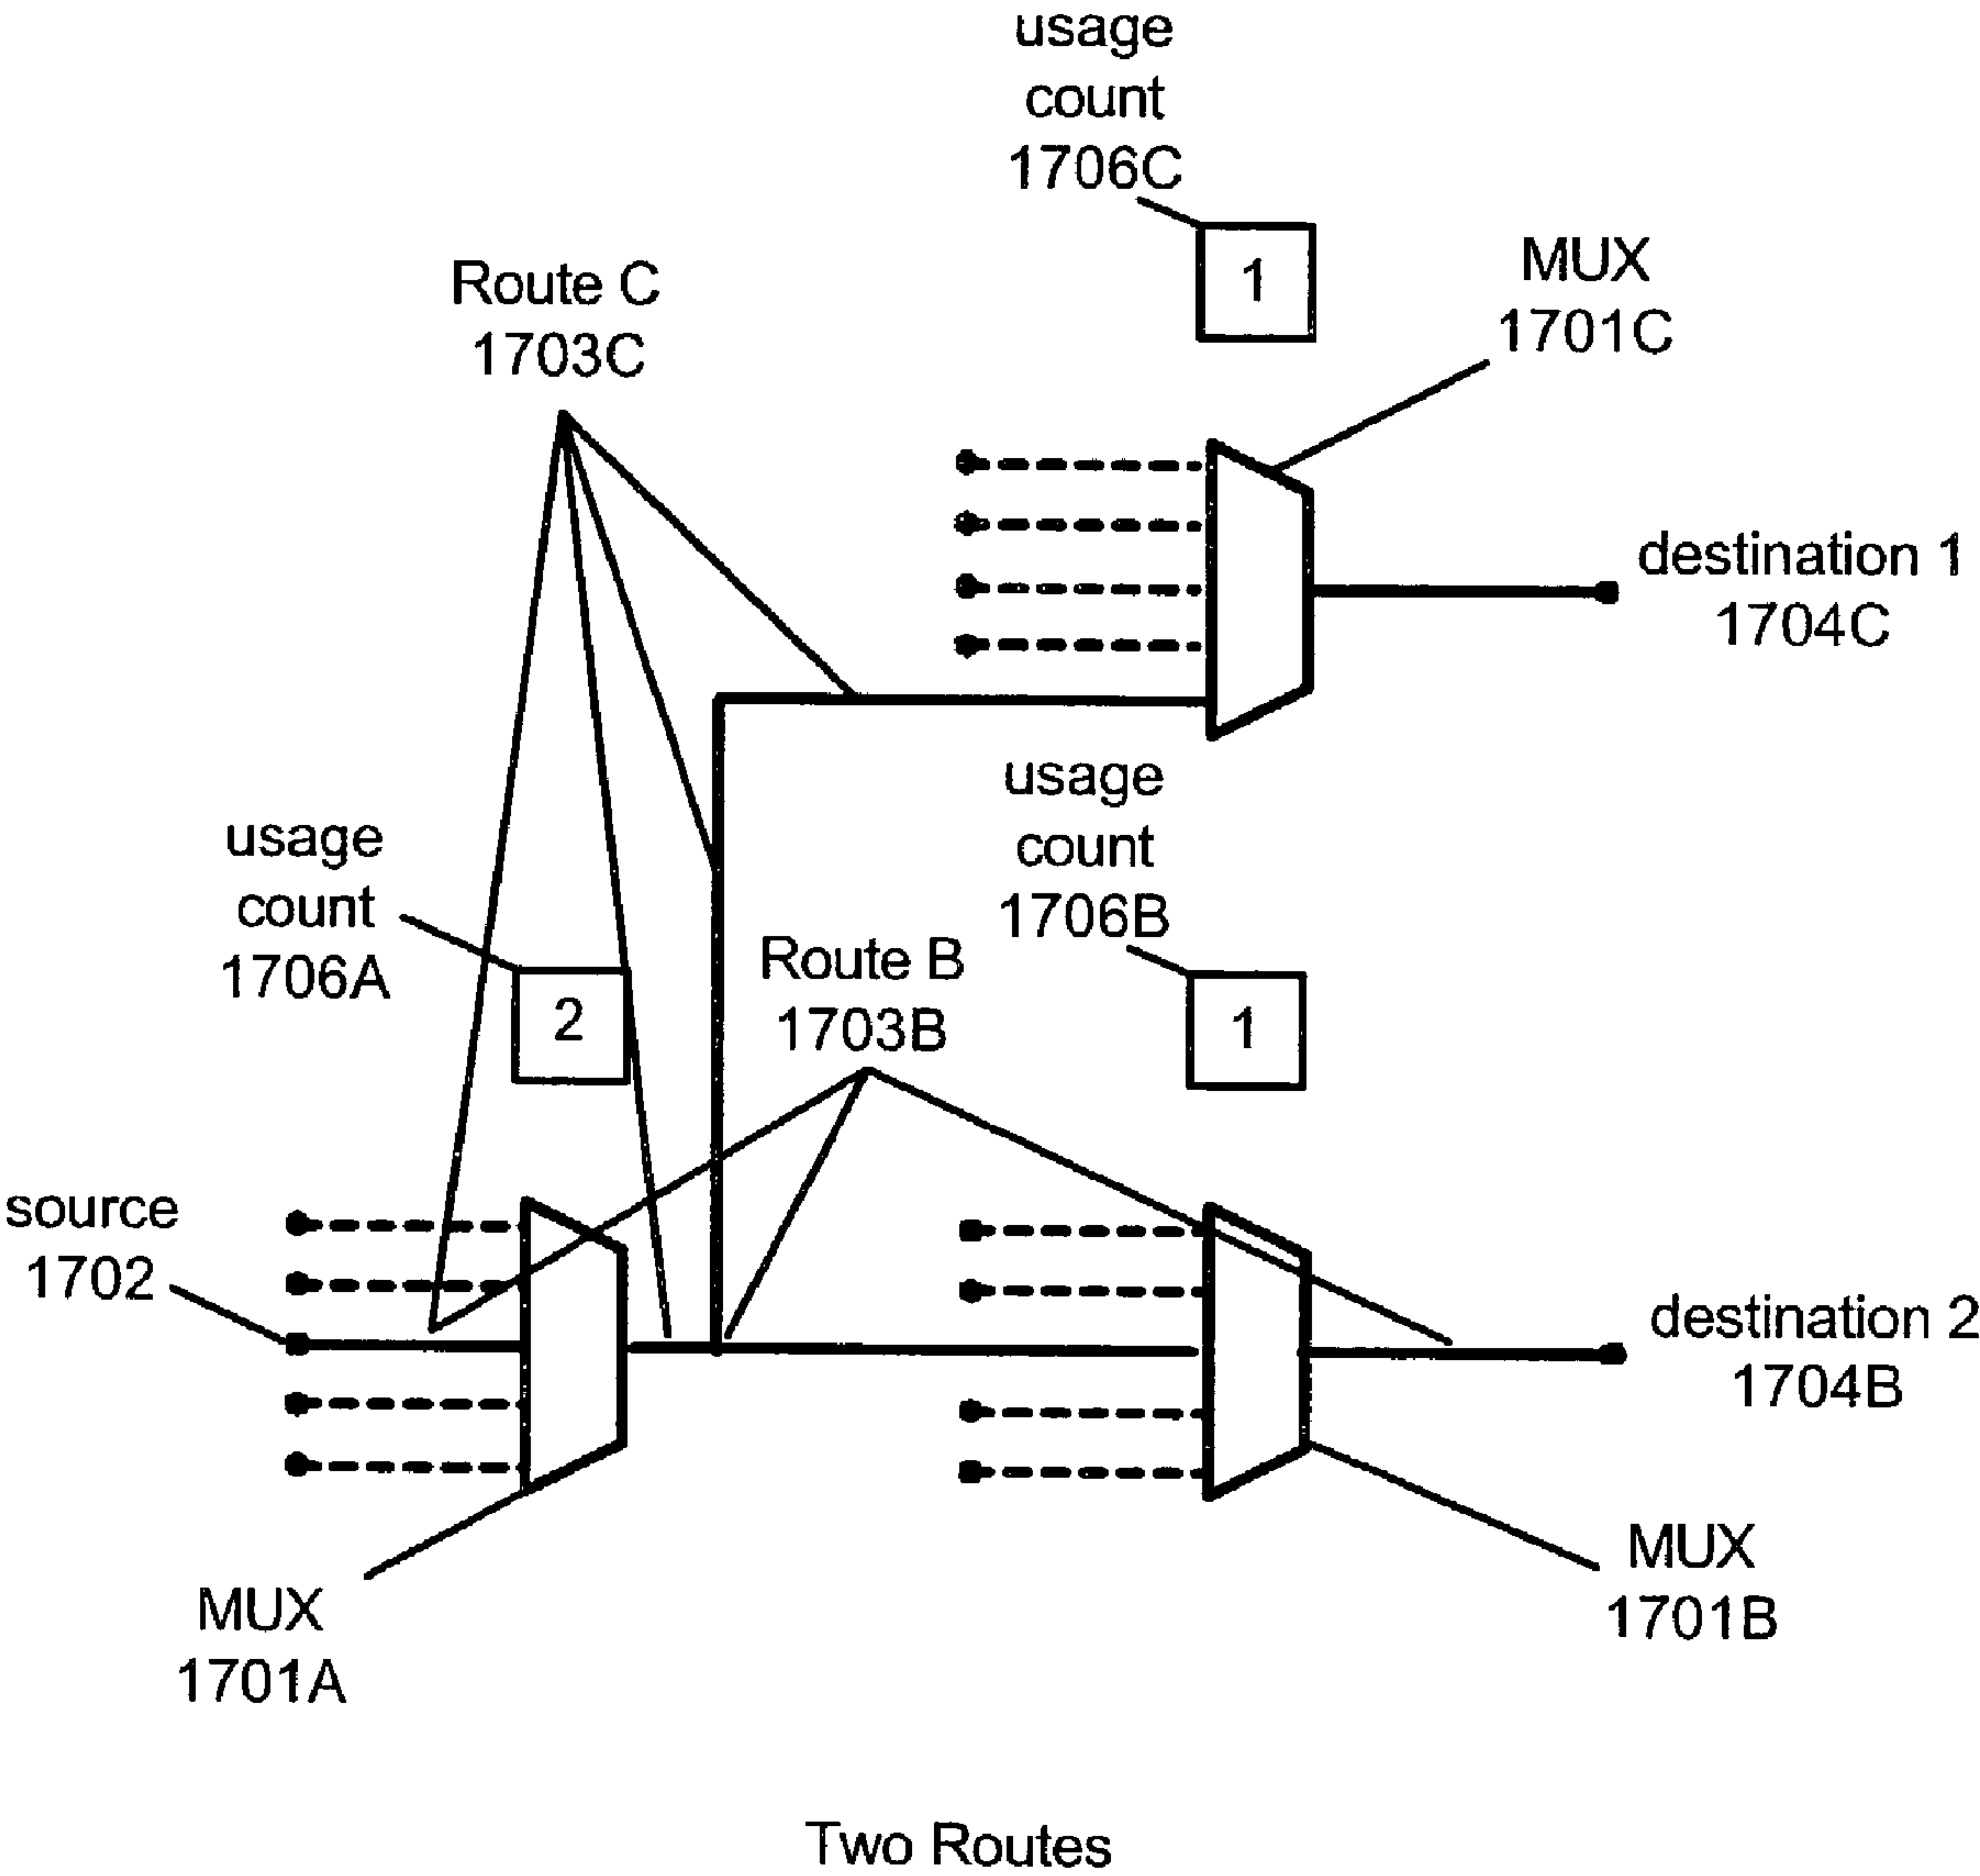 usage
count
1706C
1
MUX
1701C
Route C
1703C
destination 1
1704C
usage
count
1706B
1
usage
count
1706A
2
Route B
1703B
source
1702
destination 2
1704B
MUX
1701A
MUX
1701B
Two Routes